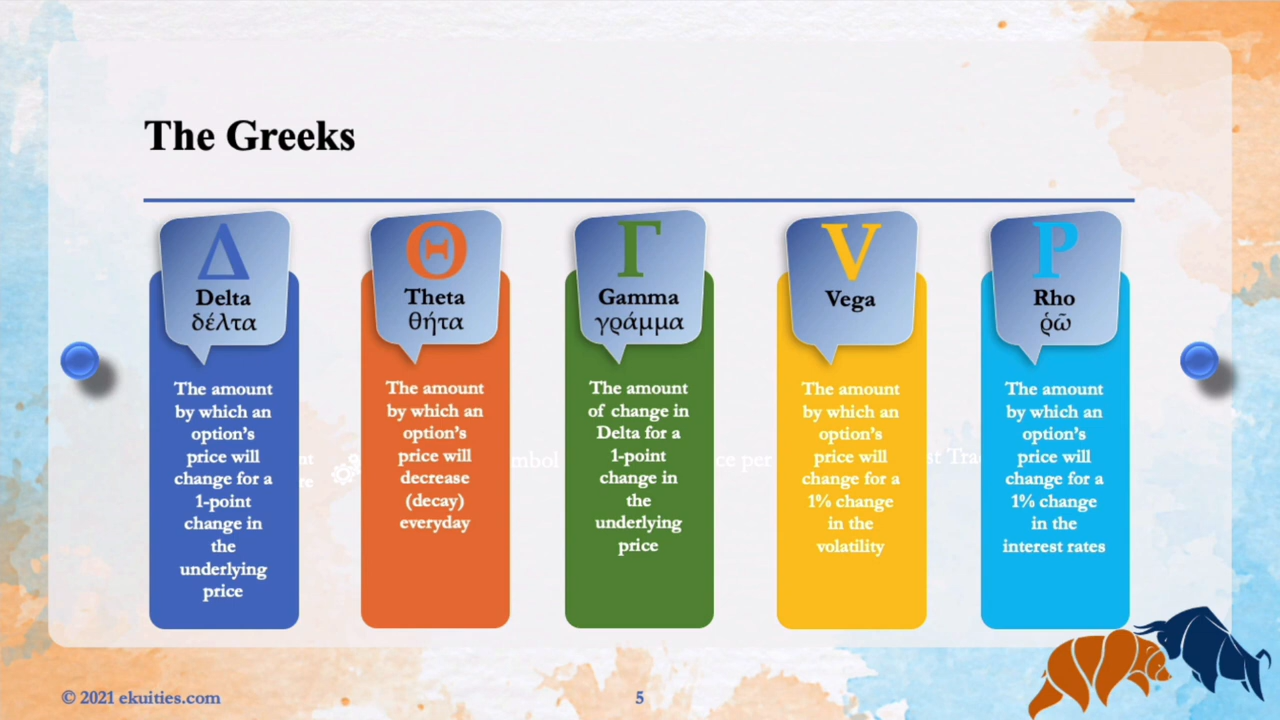 The Greeks
Δ
Delta
δέλτα
The amount
by which an
option's
price will
change for a
1-point
change in
the
underlying
price
Θ
Theta
θήτα
The amount
by which an
option's
price will
decrease
(decay)
everyday
Γ
Gamma
γράμμα
The amount
of change in
Delta for a
1-point
change in
the
underlying
price
V
Vega
The amount
by which an
option's
price will
change for a
1% change
in the
volatility
Ρ
Rho
ῥῶ
The amount
by which an
option's
price will
change for a
1% change
in the
interest rates
© 2021 ekuities.com
5